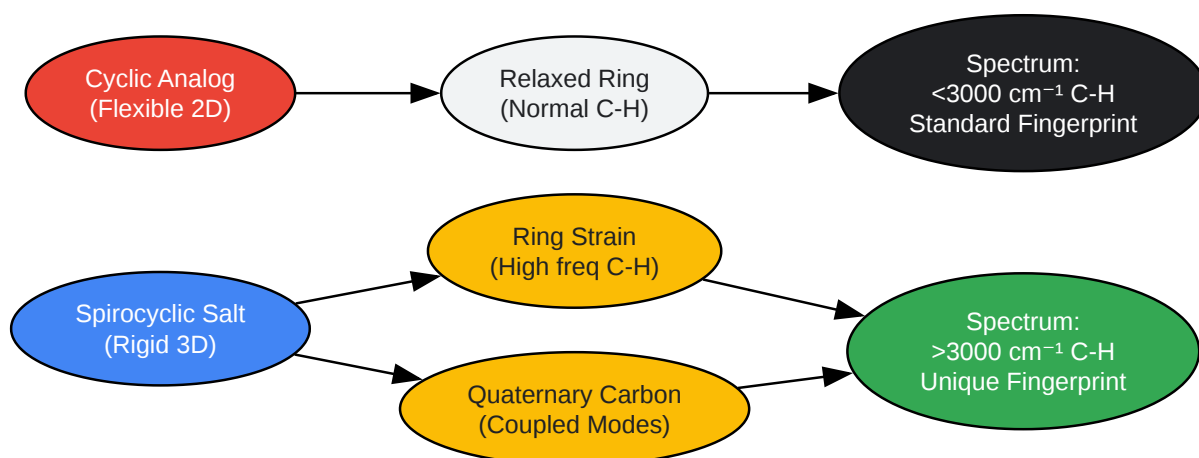 Cyclic Analog
(Flexible 2D)
Relaxed Ring
(Normal C-H)
Spectrum:
<3000 cm⁻¹ C-H
Standard Fingerprint
Spirocyclic Salt
(Rigid 3D)
Ring Strain
(High freq C-H)
Quaternary Carbon
(Coupled Modes)
Spectrum:
>3000 cm⁻¹ C-H
Unique Fingerprint